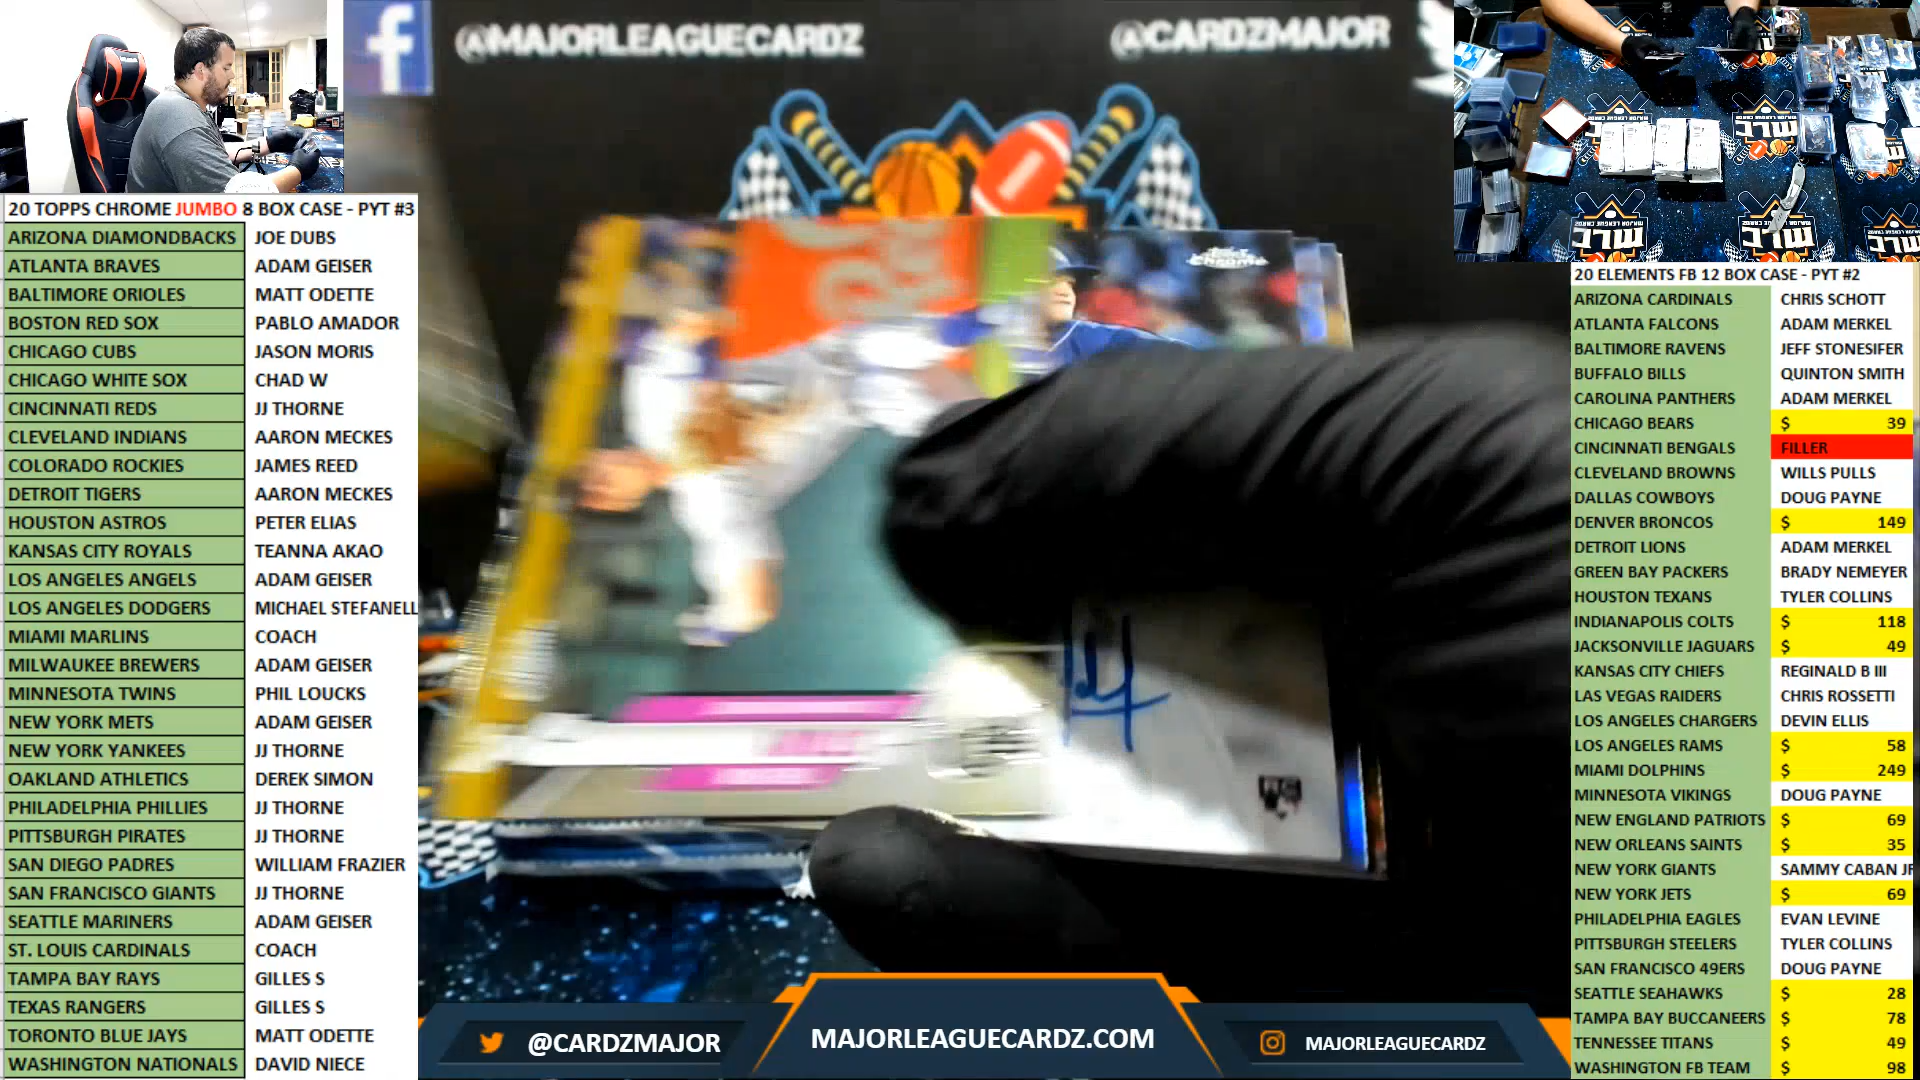 @MAJORLEAGUECARDZ
@CARDZMAJOR
20 TOPPS CHROME JUMBO 8 BOX CASE - PYT #3
ARIZONA DIAMONDBACKS JOE DUBS
ATLANTA BRAVES ADAM GEISER
BALTIMORE ORIOLES MATT ODETTE
BOSTON RED SOX PABLO AMADOR
CHICAGO CUBS JASON MORIS
CHICAGO WHITE SOX CHAD W
CINCINNATI REDS JJ THORNE
CLEVELAND INDIANS AARON MECKES
COLORADO ROCKIES JAMES REED
DETROIT TIGERS AARON MECKES
HOUSTON ASTROS PETER ELIAS
KANSAS CITY ROYALS TEANNA AKAO
LOS ANGELES ANGELS ADAM GEISER
LOS ANGELES DODGERS MICHAEL STEFANELL
MIAMI MARLINS COACH
MILWAUKEE BREWERS ADAM GEISER
MINNESOTA TWINS PHIL LOUCKS
NEW YORK METS ADAM GEISER
NEW YORK YANKEES JJ THORNE
OAKLAND ATHLETICS DEREK SIMON
PHILADELPHIA PHILLIES JJ THORNE
PITTSBURGH PIRATES JJ THORNE
SAN DIEGO PADRES WILLIAM FRAZIER
SAN FRANCISCO GIANTS JJ THORNE
SEATTLE MARINERS ADAM GEISER
ST. LOUIS CARDINALS COACH
TAMPA BAY RAYS GILLES S
TEXAS RANGERS GILLES S
TORONTO BLUE JAYS MATT ODETTE
WASHINGTON NATIONALS DAVID NIECE
Chrome
20 ELEMENTS FB 12 BOX CASE - PYT #2
ARIZONA CARDINALS CHRIS SCHOTT
ATLANTA FALCONS ADAM MERKEL
BALTIMORE RAVENS JEFF STONESIFER
BUFFALO BILLS QUINTON SMITH
CAROLINA PANTHERS ADAM MERKEL
CHICAGO BEARS $ 39
CINCINNATI BENGALS FILLER
CLEVELAND BROWNS WILLS PULLS
DALLAS COWBOYS DOUG PAYNE
DENVER BRONCOS $ 149
DETROIT LIONS ADAM MERKEL
GREEN BAY PACKERS BRADY NEMEYER
HOUSTON TEXANS TYLER COLLINS
INDIANAPOLIS COLTS $ 118
JACKSONVILLE JAGUARS $ 49
KANSAS CITY CHIEFS REGINALD B III
LAS VEGAS RAIDERS CHRIS ROSSETTI
LOS ANGELES CHARGERS DEVIN ELLIS
LOS ANGELES RAMS $ 58
MIAMI DOLPHINS $ 249
MINNESOTA VIKINGS DOUG PAYNE
NEW ENGLAND PATRIOTS $ 69
NEW ORLEANS SAINTS $ 35
NEW YORK GIANTS SAMMY CABAN JR
NEW YORK JETS $ 69
PHILADELPHIA EAGLES EVAN LEVINE
PITTSBURGH STEELERS TYLER COLLINS
SAN FRANCISCO 49ERS DOUG PAYNE
SEATTLE SEAHAWKS $ 28
TAMPA BAY BUCCANEERS $ 78
TENNESSEE TITANS $ 49
WASHINGTON FB TEAM $ 98
@CARDZMAJOR
MAJORLEAGUECARDZ.COM
MAJORLEAGUECARDZ